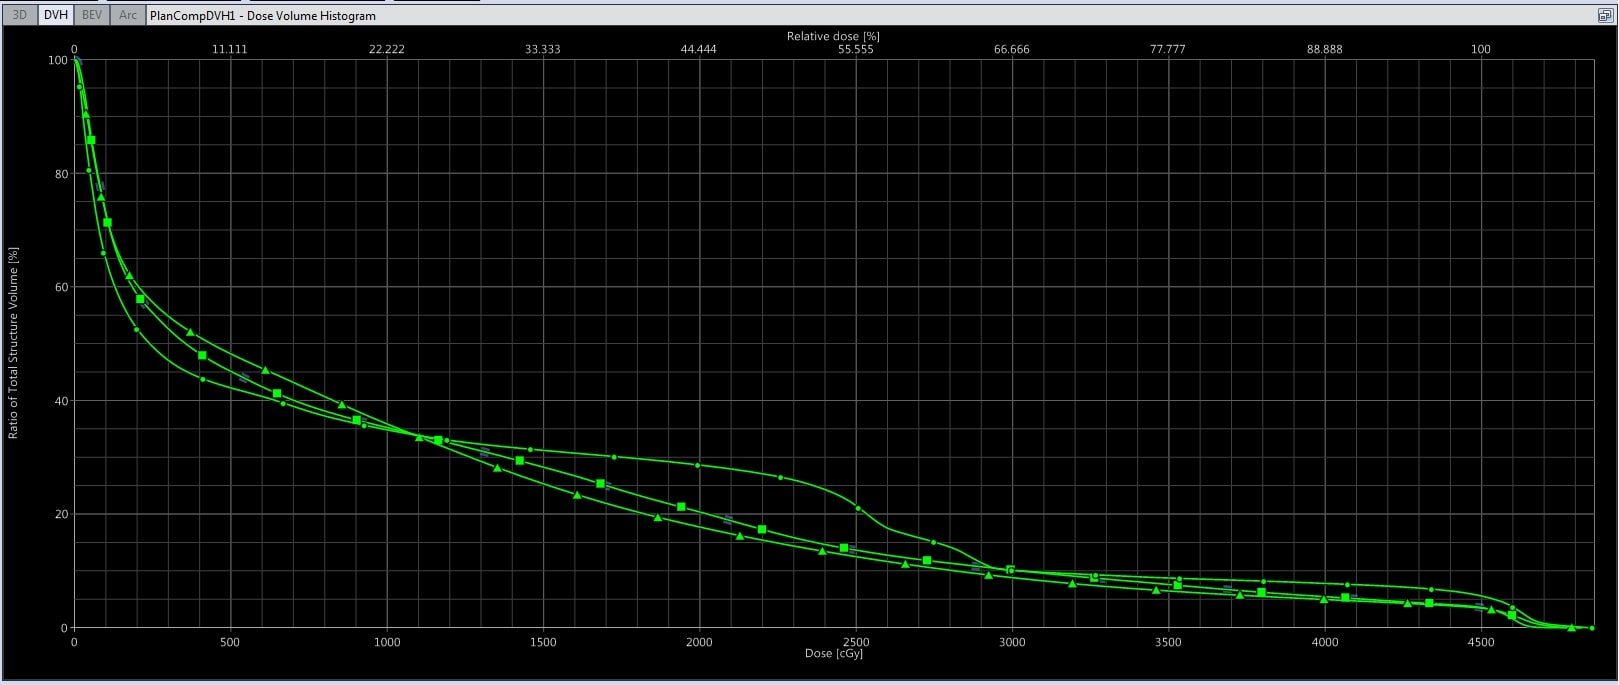 3D DVH BEV Arc PlanCompDVH1 - Dose Volume Histogram
Relative dose [%]
0 11.111 22.222 33.333 44.444 55.555 66.666 77.777 88.888 100
100
80
60
40
20
0
Ratio of Total Structure Volume [%]
0 500 1000 1500 2000 2500 3000 3500 4000 4500
Dose [cGy]